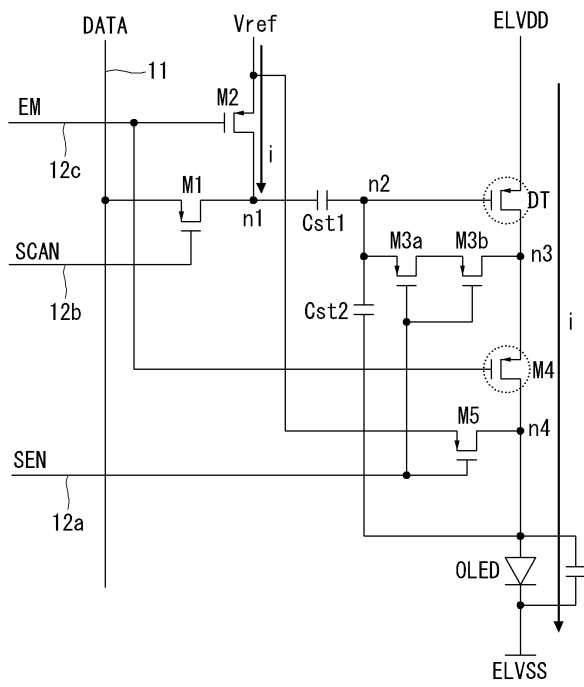 DATA
Vref
ELVDD
11
EM
M2
12c
i
M1
n1
Cst1
n2
DT
SCAN
M3a
M3b
n3
12b
Cst2
i
M4
M5
n4
SEN
12a
OLED
ELVSS